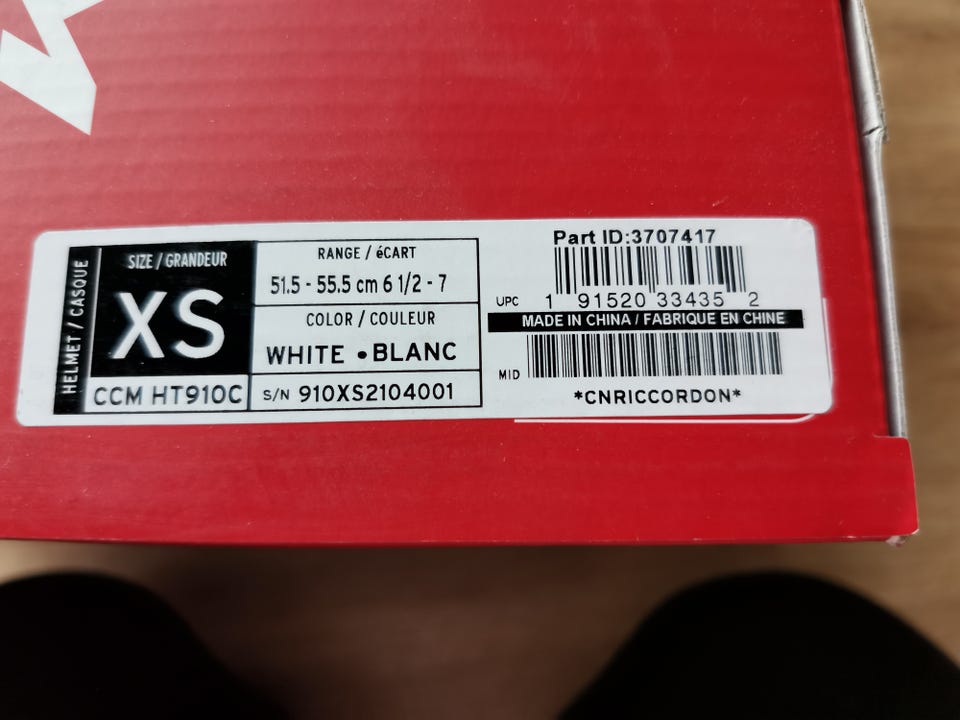 HELMET / CASQUE
SIZE / GRANDEUR
XS
CCM HT910C
RANGE / éCART
51.5 - 55.5 cm 6 1/2 - 7
COLOR / COULEUR
WHITE • BLANC
S/N 910XS2104001
Part ID:3707417
UPC 1 91520 33435 2
MADE IN CHINA / FABRIQUE EN CHINE
MID
*CNRICCORDON*